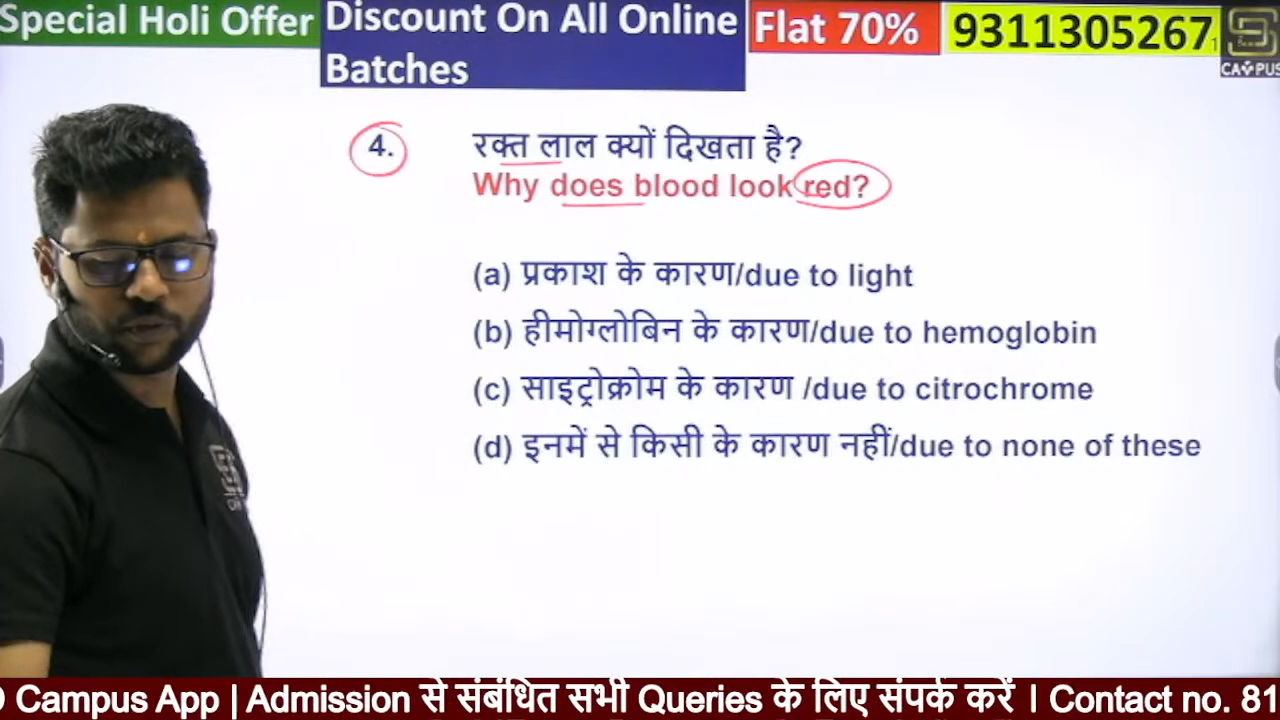 Special Holi Offer
Discount On All Online
Batches
Flat 70%
9311305267
CAMPUS
4.
रक्त लाल क्यों दिखता है?
Why does blood look red?
(a) प्रकाश के कारण/due to light
(b) हीमोग्लोबिन के कारण/due to hemoglobin
(c) साइट्रोक्रोम के कारण /due to citrochrome
(d) इनमें से किसी के कारण नहीं/due to none of these
Campus App | Admission से संबंधित सभी Queries के लिए संपर्क करें । Contact no. 81